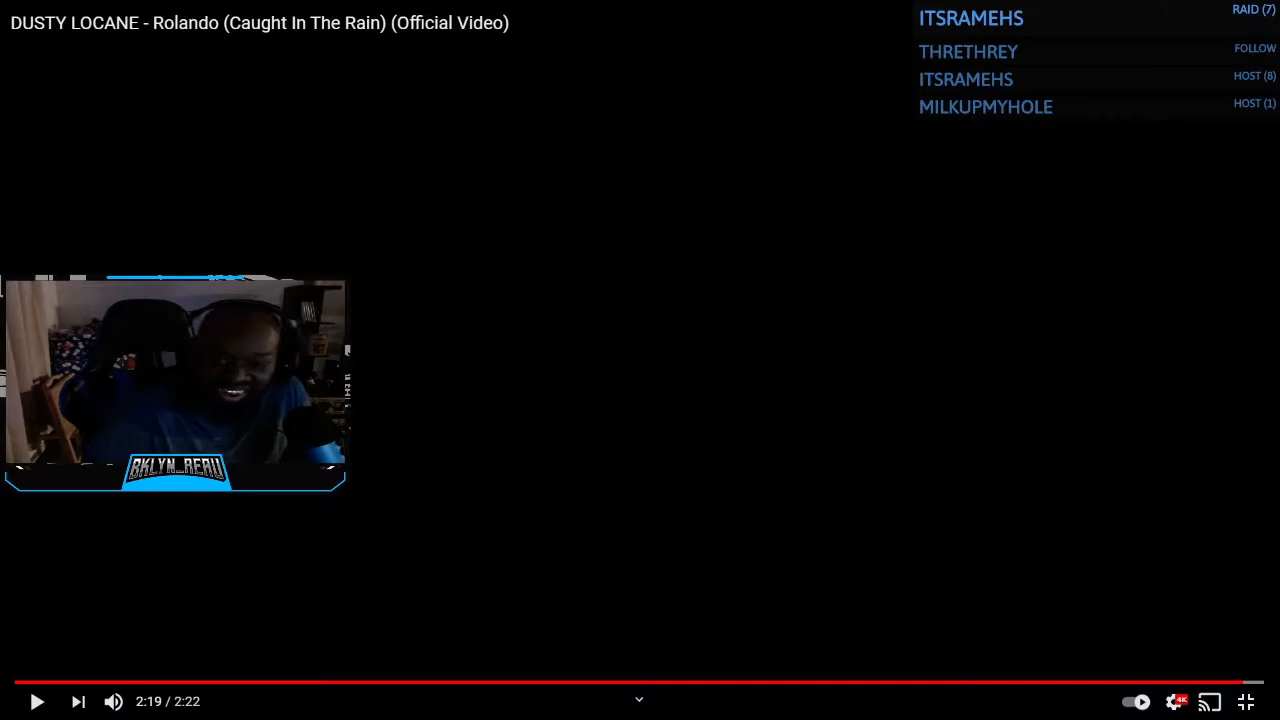 DUSTY LOCANE - Rolando (Caught In The Rain) (Official Video)
ITSRAMEHS RAID (7)
THRETHREY FOLLOW
ITSRAMEHS HOST (8)
MILKUPMYHOLE HOST (1)
BKLYN_REAU
2:19 / 2:22
4K